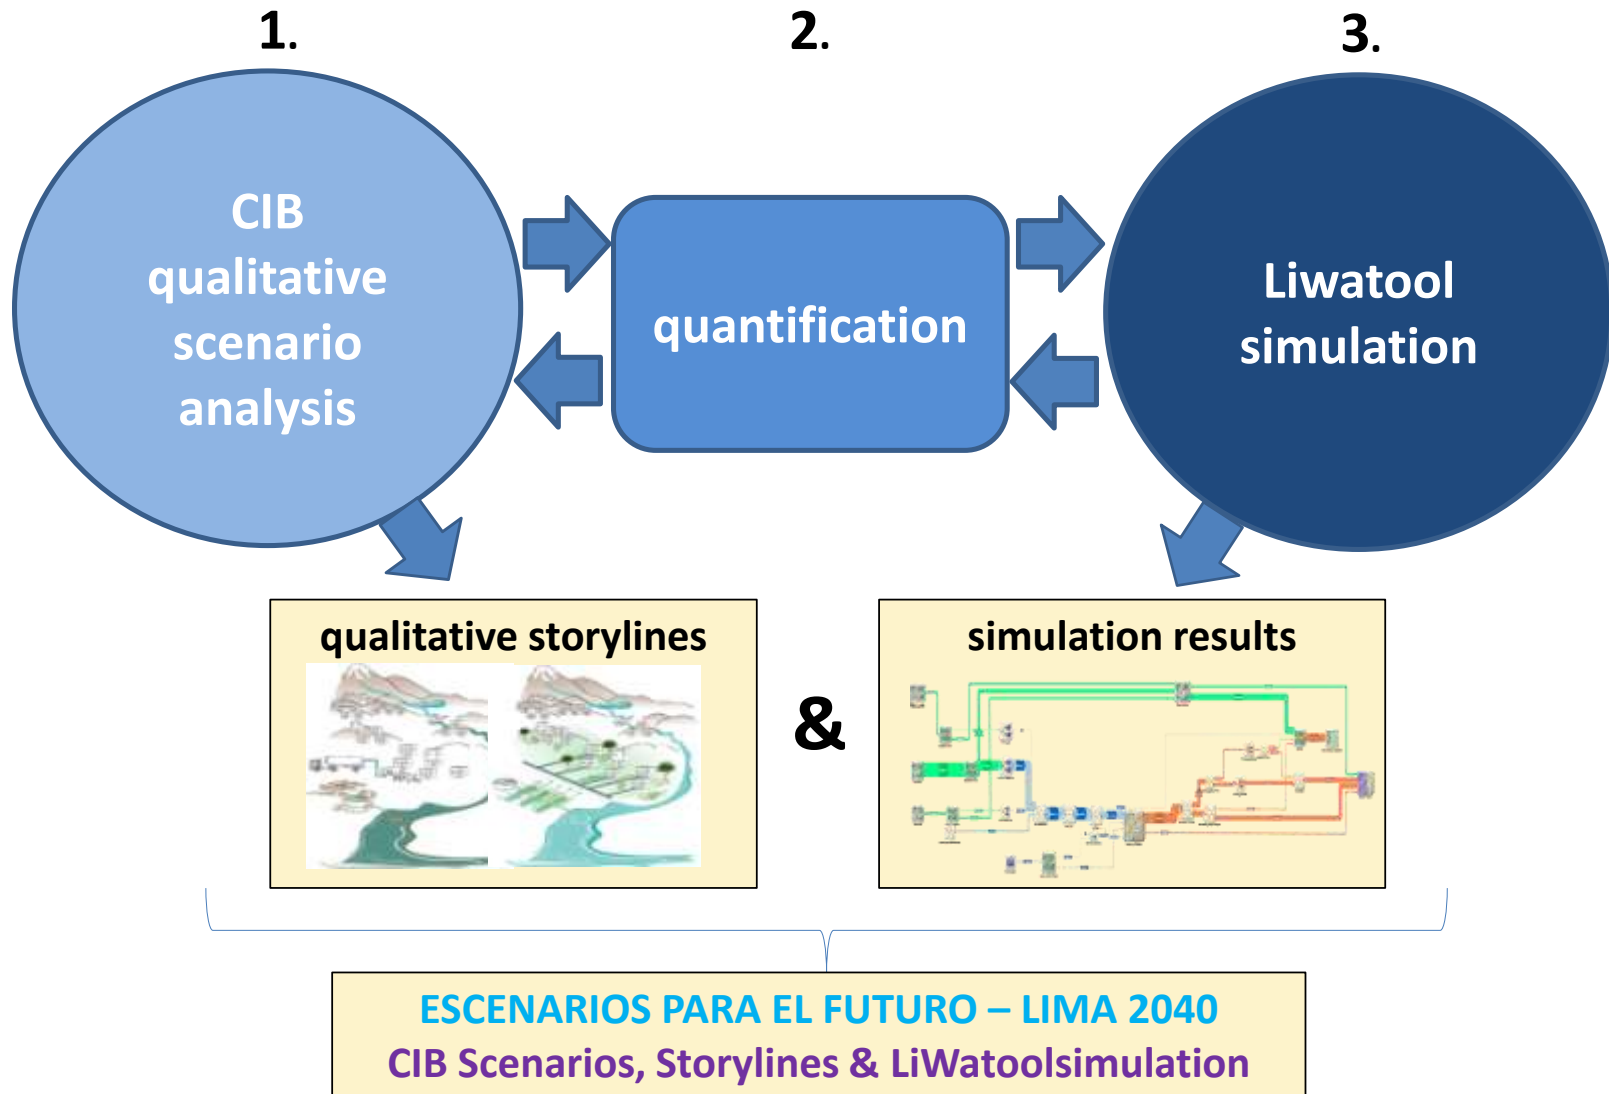 1.
2.
3.
CIB
qualitative
scenario
analysis
quantification
Liwatool
simulation
qualitative storylines
simulation results
&
ESCENARIOS PARA EL FUTURO – LIMA 2040
CIB Scenarios, Storylines & LiWatoolsimulation